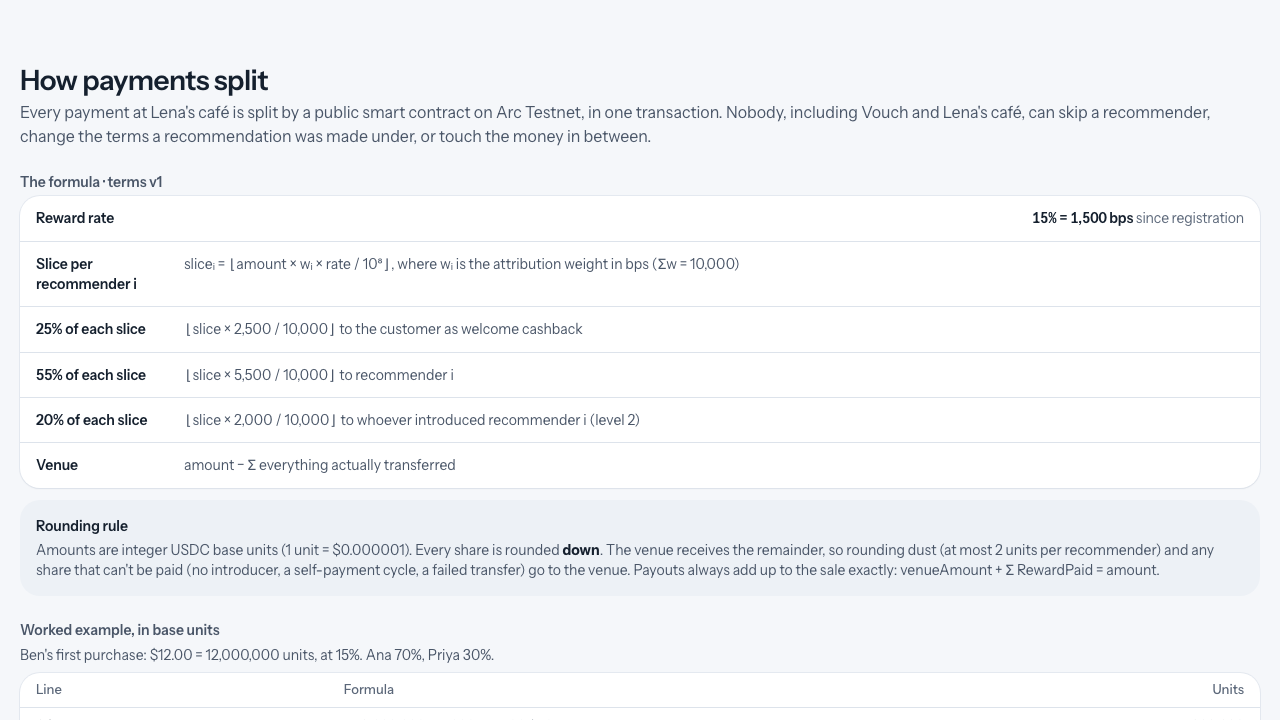 How payments split
Every payment at Lena's café is split by a public smart contract on Arc Testnet, in one transaction. Nobody, including Vouch and Lena's café, can skip a recommender,
change the terms a recommendation was made under, or touch the money in between.
The formula · terms v1
Reward rate 15% = 1,500 bps since registration
Slice per
recommender i
sliceᵢ = ⌊amount × wᵢ × rate / 10⁸⌋, where wᵢ is the attribution weight in bps (Σw = 10,000)
25% of each slice ⌊slice × 2,500 / 10,000⌋ to the customer as welcome cashback
55% of each slice ⌊slice × 5,500 / 10,000⌋ to recommender i
20% of each slice ⌊slice × 2,000 / 10,000⌋ to whoever introduced recommender i (level 2)
Venue amount − Σ everything actually transferred
Rounding rule
Amounts are integer USDC base units (1 unit = $0.000001). Every share is rounded down. The venue receives the remainder, so rounding dust (at most 2 units per recommender) and any
share that can't be paid (no introducer, a self-payment cycle, a failed transfer) go to the venue. Payouts always add up to the sale exactly: venueAmount + Σ RewardPaid = amount.
Worked example, in base units
Ben's first purchase: $12.00 = 12,000,000 units, at 15%. Ana 70%, Priya 30%.
Line Formula Units